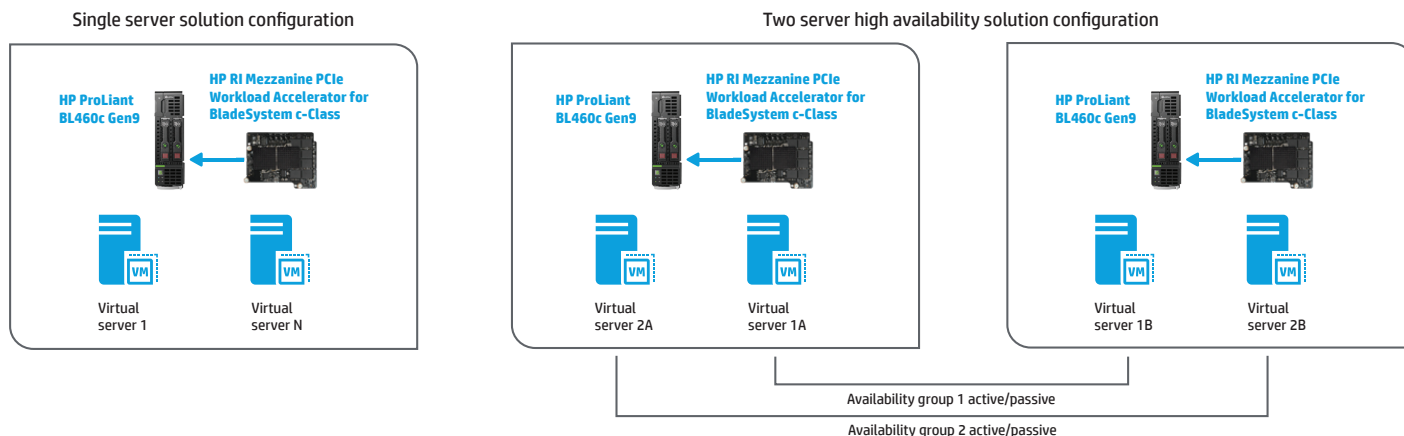 Single server solution configuration
HP ProLiant
BL460c Gen9
HP RI Mezzanine PCIe
Workload Accelerator for
BladeSystem c-Class
VM
VM
Virtual
server 1
Virtual
server N
Two server high availability solution configuration
HP ProLiant
BL460c Gen9
HP RI Mezzanine PCIe
Workload Accelerator for
BladeSystem c-Class
VM
VM
Virtual
server 2A
Virtual
server 1A
HP ProLiant
BL460c Gen9
HP RI Mezzanine PCIe
Workload Accelerator for
BladeSystem c-Class
VM
VM
Virtual
server 1B
Virtual
server 2B
Availability group 1 active/passive
Availability group 2 active/passive